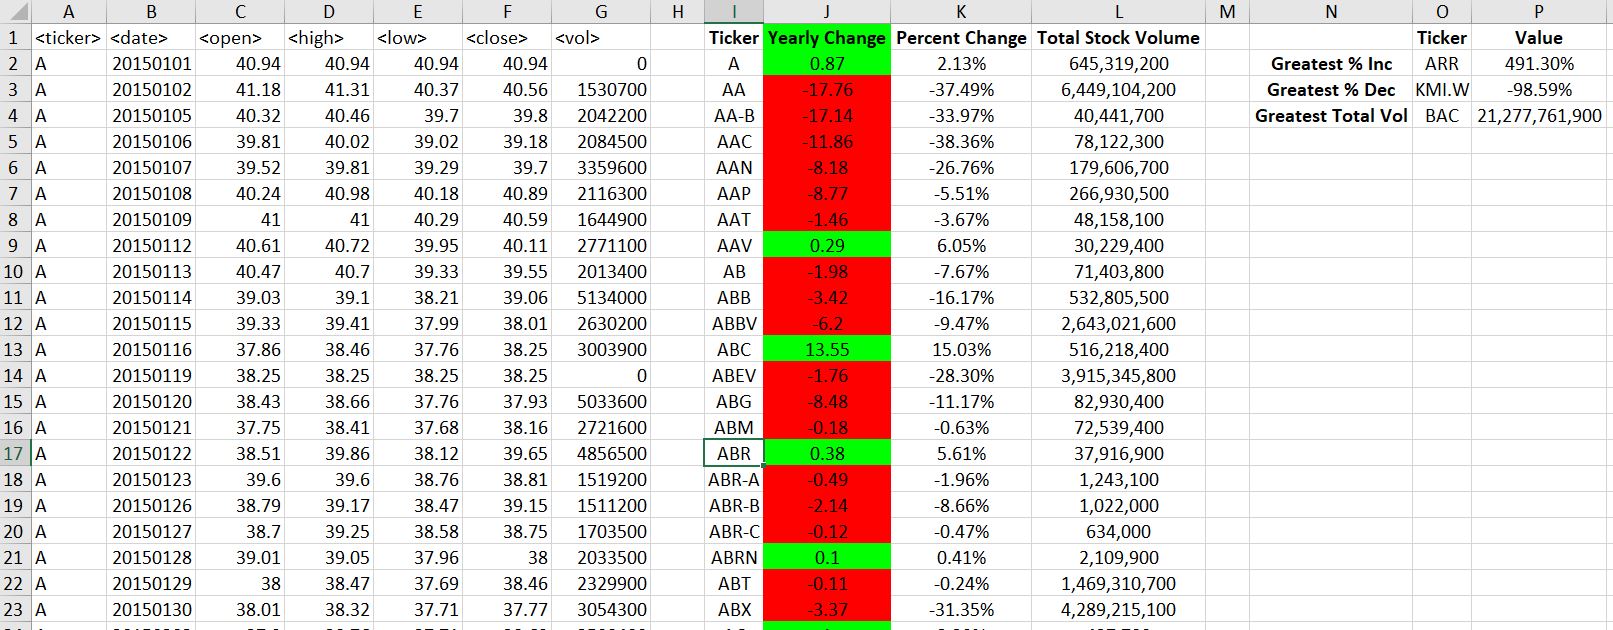 A B C D E F G H I J K L M N O P
1 <ticker> <date> <open> <high> <low> <close> <vol> Ticker Yearly Change Percent Change Total Stock Volume Ticker Value
2 A 20150101 40.94 40.94 40.94 40.94 0 A 0.87 2.13% 645,319,200 Greatest % Inc ARR 491.30%
3 A 20150102 41.18 41.31 40.37 40.56 1530700 AA -17.76 -37.49% 6,449,104,200 Greatest % Dec KMI.W -98.59%
4 A 20150105 40.32 40.46 39.7 39.8 2042200 AA-B -17.14 -33.97% 40,441,700 Greatest Total Vol BAC 21,277,761,900
5 A 20150106 39.81 40.02 39.02 39.18 2084500 AAC -11.86 -38.36% 78,122,300
6 A 20150107 39.52 39.81 39.29 39.7 3359600 AAN -8.18 -26.76% 179,606,700
7 A 20150108 40.24 40.98 40.18 40.89 2116300 AAP -8.77 -5.51% 266,930,500
8 A 20150109 41 41 40.29 40.59 1644900 AAT -1.46 -3.67% 48,158,100
9 A 20150112 40.61 40.72 39.95 40.11 2771100 AAV 0.29 6.05% 30,229,400
10 A 20150113 40.47 40.7 39.33 39.55 2013400 AB -1.98 -7.67% 71,403,800
11 A 20150114 39.03 39.1 38.21 39.06 5134000 ABB -3.42 -16.17% 532,805,500
12 A 20150115 39.33 39.41 37.99 38.01 2630200 ABBV -6.2 -9.47% 2,643,021,600
13 A 20150116 37.86 38.46 37.76 38.25 3003900 ABC 13.55 15.03% 516,218,400
14 A 20150119 38.25 38.25 38.25 38.25 0 ABEV -1.76 -28.30% 3,915,345,800
15 A 20150120 38.43 38.66 37.76 37.93 5033600 ABG -8.48 -11.17% 82,930,400
16 A 20150121 37.75 38.41 37.68 38.16 2721600 ABM -0.18 -0.63% 72,539,400
17 A 20150122 38.51 39.86 38.12 39.65 4856500 ABR 0.38 5.61% 37,916,900
18 A 20150123 39.6 39.6 38.76 38.81 1519200 ABR-A -0.49 -1.96% 1,243,100
19 A 20150126 38.79 39.17 38.47 39.15 1511200 ABR-B -2.14 -8.66% 1,022,000
20 A 20150127 38.7 39.25 38.58 38.75 1703500 ABR-C -0.12 -0.47% 634,000
21 A 20150128 39.01 39.05 37.96 38 2033500 ABRN 0.1 0.41% 2,109,900
22 A 20150129 38 38.47 37.69 38.46 2329900 ABT -0.11 -0.24% 1,469,310,700
23 A 20150130 38.01 38.32 37.71 37.77 3054300 ABX -3.37 -31.35% 4,289,215,100